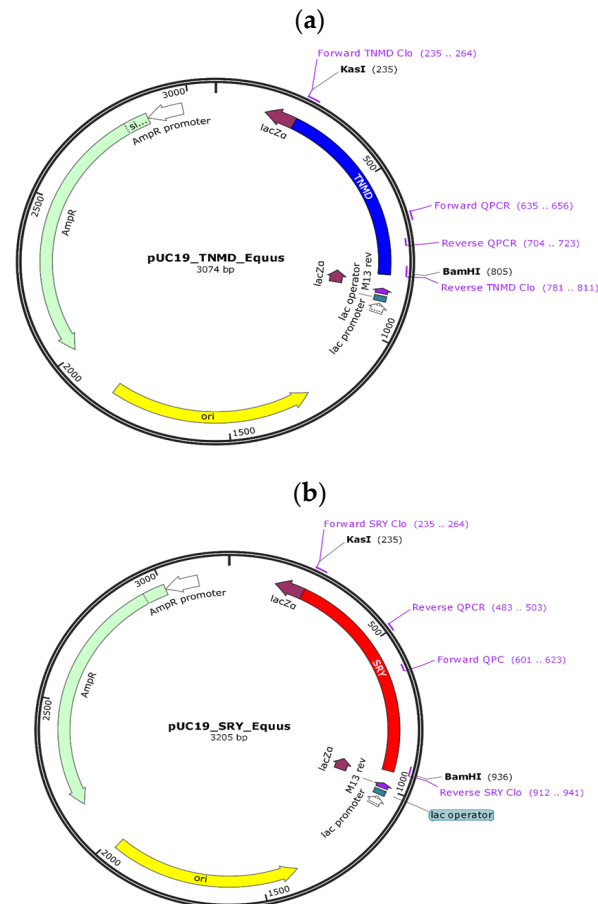 (a)
Forward TNMD Clo (235 .. 264)
KasI (235)
3000
si...
AmpR promoter
lacZα
500
TNMD
Forward QPCR (635 .. 656)
2500
AmpR
Reverse QPCR (704 .. 723)
pUC19_TNMD_Equus
3074 bp
BamHI (805)
Reverse TNMD Clo (781 .. 811)
lacZα
M13 rev
lac operator
lac promoter
1000
2000
ori
1500
(b)
Forward SRY Clo (235 .. 264)
KasI (235)
3000
AmpR promoter
lacZα
Reverse QPCR (483 .. 503)
500
Forward QPC (601 .. 623)
SRY
AmpR
2500
pUC19_SRY_Equus
3205 bp
BamHI (936)
Reverse SRY Clo (912 .. 941)
lacZα
M13 rev
lac promoter
1000
lac operator
2000
ori
1500